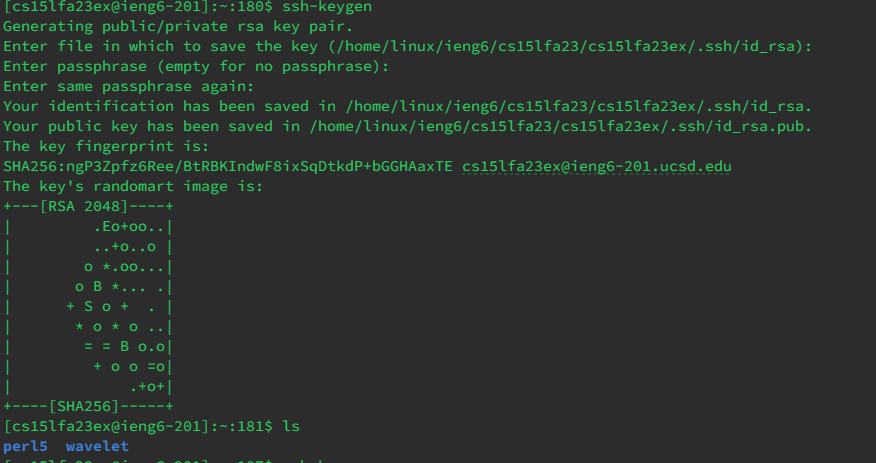 [cs15lfa23ex@ieng6-201]:~:180$ ssh-keygen
Generating public/private rsa key pair.
Enter file in which to save the key (/home/linux/ieng6/cs15lfa23/cs15lfa23ex/.ssh/id_rsa):
Enter passphrase (empty for no passphrase):
Enter same passphrase again:
Your identification has been saved in /home/linux/ieng6/cs15lfa23/cs15lfa23ex/.ssh/id_rsa.
Your public key has been saved in /home/linux/ieng6/cs15lfa23/cs15lfa23ex/.ssh/id_rsa.pub.
The key fingerprint is:
SHA256:ngP3Zpfz6Ree/BtRBKIndwF8ixSqDtkdP+bGGHAaxTE cs15lfa23ex@ieng6-201.ucsd.edu
The key's randomart image is:
+---[RSA 2048]----+
|          .Eo+oo..|
|          ..+o..o |
|         o *.oo...|
|        o B *... .|
|       + S o +  . |
|        * o * o ..|
|         = = B o.o|
|          + o o =o|
|              .+o+|
+----[SHA256]-----+
[cs15lfa23ex@ieng6-201]:~:181$ ls
perl5  wavelet